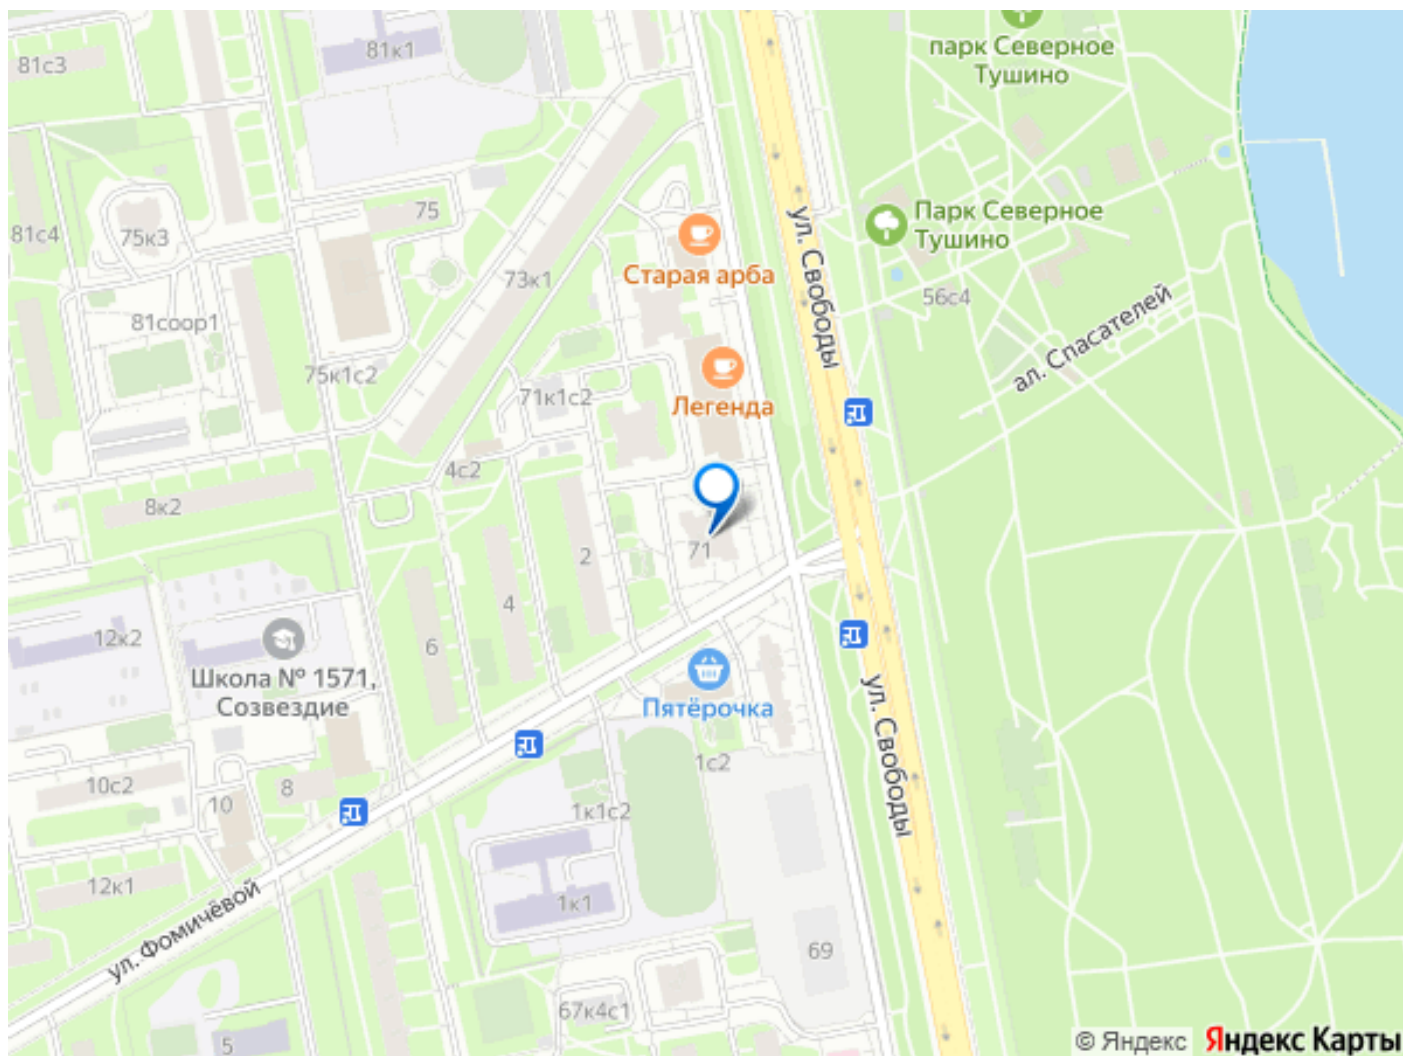 81с3
81к1
парк Северное
Тушино
75
Парк Северное
Тушино
81с4
75к3
Старая арба
73к1
ул. Свободы
56с4
ал. Спасателей
81соор1
75к1с2
71к1с2
Легенда
4с2
8к2
2
71
4
12к2
6
Школа № 1571,
Созвездие
Пятёрочка
ул. Свободы
1с2
10с2
8
10
1к1с2
12к1
1к1
ул. Фомичёвой
69
67к4с1
5
© Яндекс Яндекс Карты